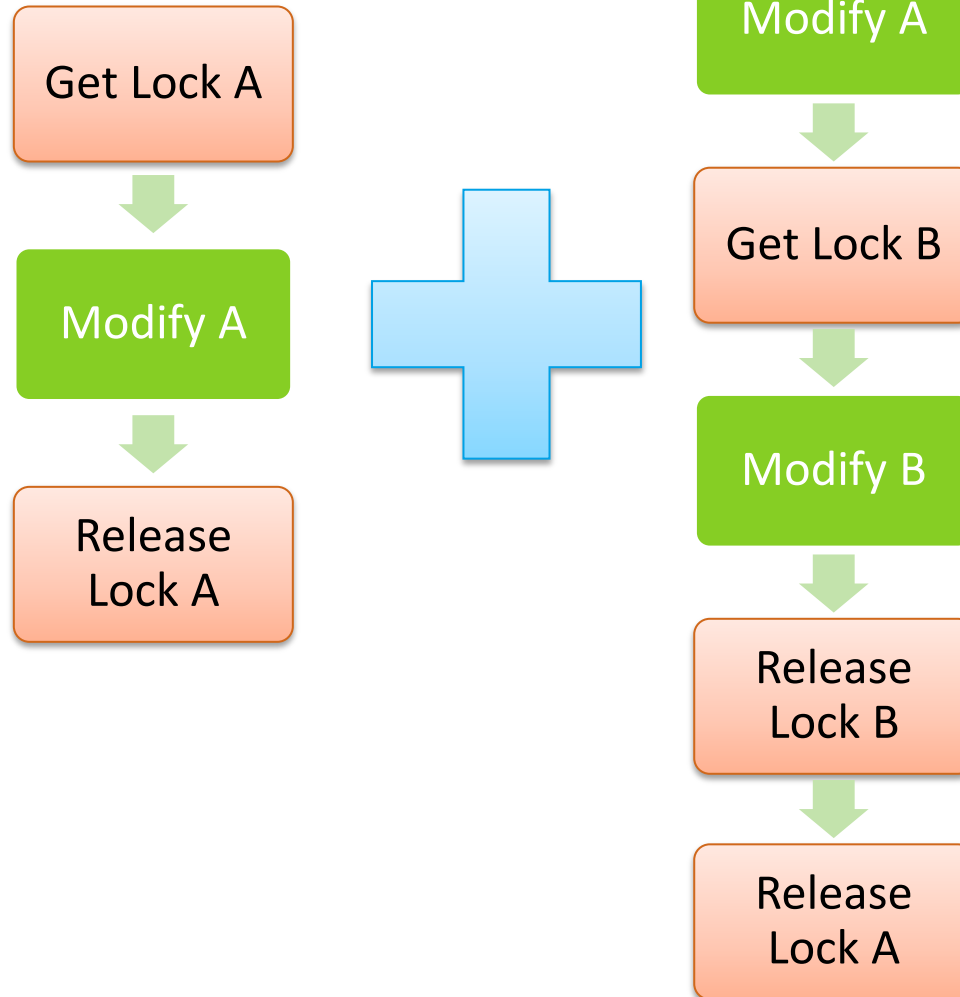 Get Lock A
Modify A
Release
Lock A
Modify A
Get Lock B
Modify B
Release
Lock B
Release
Lock A